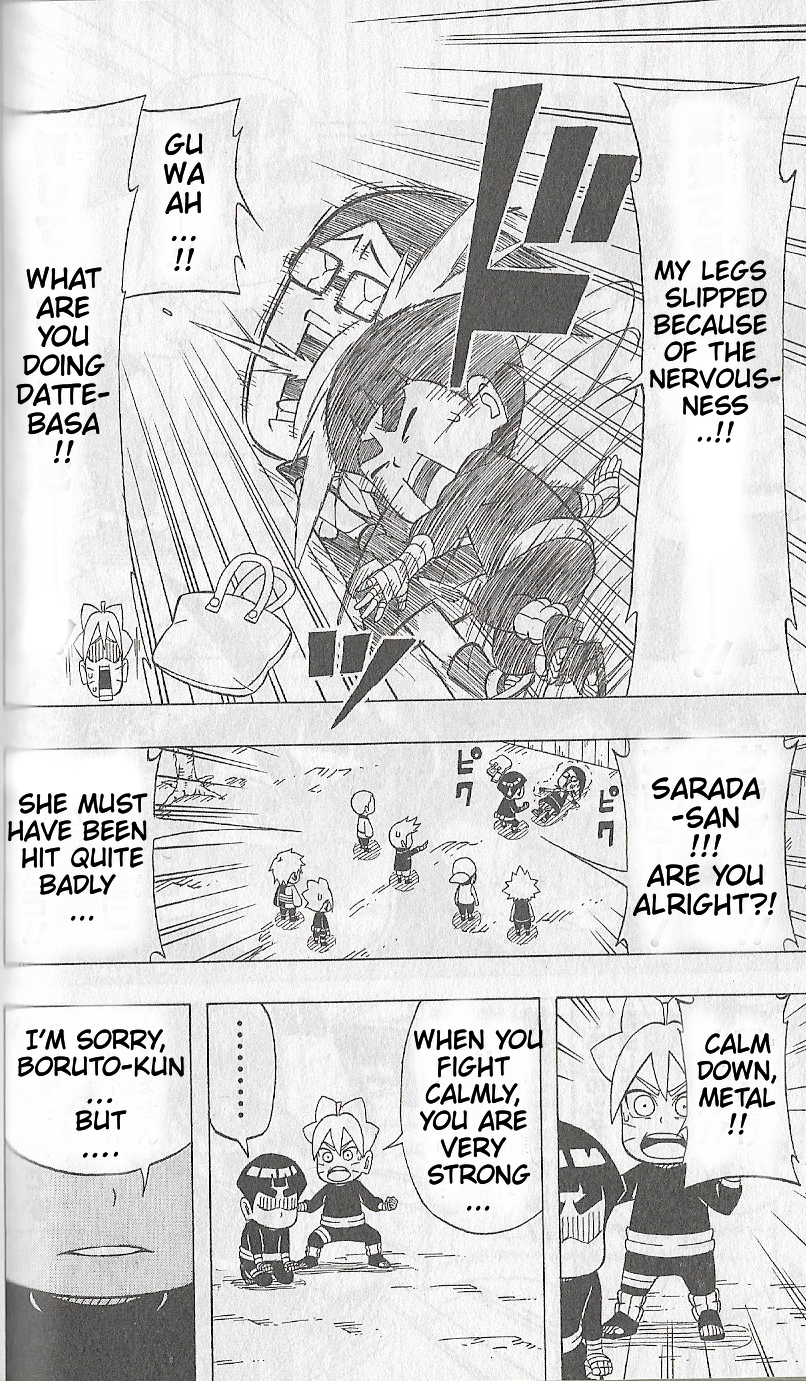 MY LEGS
SLIPPED
BECAUSE
OF THE
NERVOUS-
NESS
..!!
GU
WA
AH
...
!!
ドガガッ
WHAT
ARE
YOU
DOING
DATTE-
BASA
!!
SARADA
-SAN
!!!
ARE YOU
ALRIGHT?!
ピク
ピク
SHE MUST
HAVE BEEN
HIT QUITE
BADLY
...
CALM
DOWN,
METAL
!!
WHEN YOU
FIGHT
CALMLY,
YOU ARE
VERY
STRONG
...
........
I'M SORRY,
BORUTO-KUN
...
BUT
....